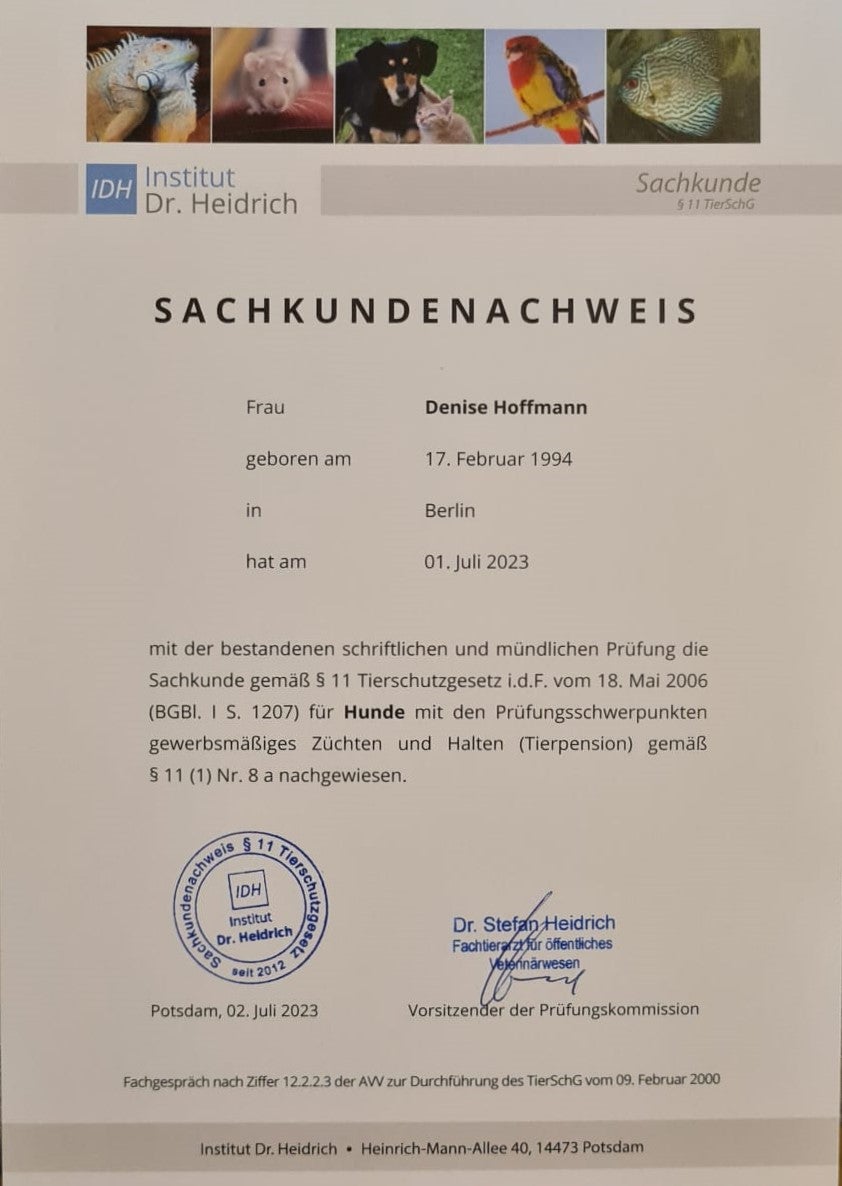 IDH Institut
Dr. Heidrich
Sachkunde
§ 11 TierSchG
SACHKUNDENACHWEIS
Frau Denise Hoffmann
geboren am 17. Februar 1994
in Berlin
hat am 01. Juli 2023
mit der bestandenen schriftlichen und mündlichen Prüfung die
Sachkunde gemäß § 11 Tierschutzgesetz i.d.F. vom 18. Mai 2006
(BGBl. I S. 1207) für Hunde mit den Prüfungsschwerpunkten
gewerbsmäßiges Züchten und Halten (Tierpension) gemäß
§ 11 (1) Nr. 8 a nachgewiesen.
Sachkundenachweis § 11 Tierschutzgesetz
IDH
Institut
Dr. Heidrich
seit 2012
Dr. Stefan Heidrich
Fachtierarzt für öffentliches
Veterinärwesen
Potsdam, 02. Juli 2023
Vorsitzender der Prüfungskommission
Fachgespräch nach Ziffer 12.2.2.3 der AVV zur Durchführung des TierSchG vom 09. Februar 2000
Institut Dr. Heidrich • Heinrich-Mann-Allee 40, 14473 Potsdam